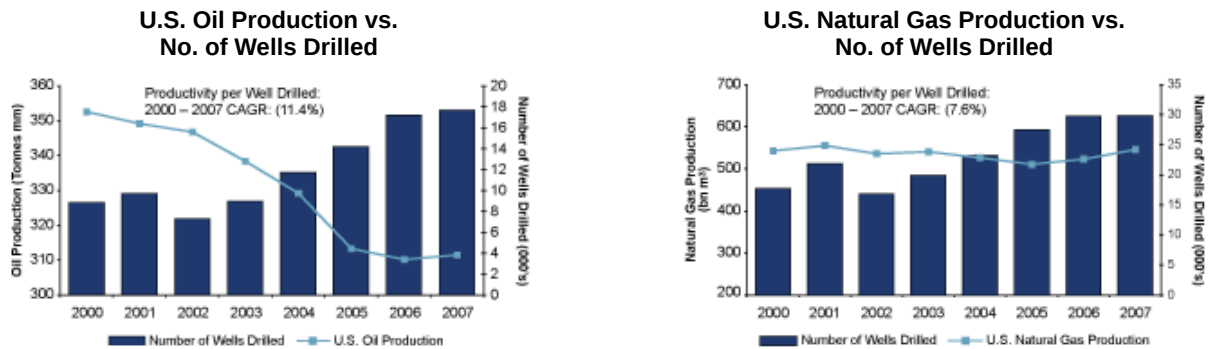 U.S. Oil Production vs.
No. of Wells Drilled
Productivity per Well Drilled:
2000 – 2007 CAGR: (11.4%)
Oil Production (Tonnes mm)
360
350
340
330
320
310
300
20
18
16
14
12
10
8
6
4
2
0
Number of Wells Drilled (000's)
2000 2001 2002 2003 2004 2005 2006 2007
Number of Wells Drilled U.S. Oil Production
U.S. Natural Gas Production vs.
No. of Wells Drilled
Productivity per Well Drilled:
2000 – 2007 CAGR: (7.6%)
Natural Gas Production
(bn m³)
700
600
500
400
300
200
35
30
25
20
15
10
5
0
Number of Wells Drilled (000's)
2000 2001 2002 2003 2004 2005 2006 2007
Number of Wells Drilled U.S. Natural Gas Production